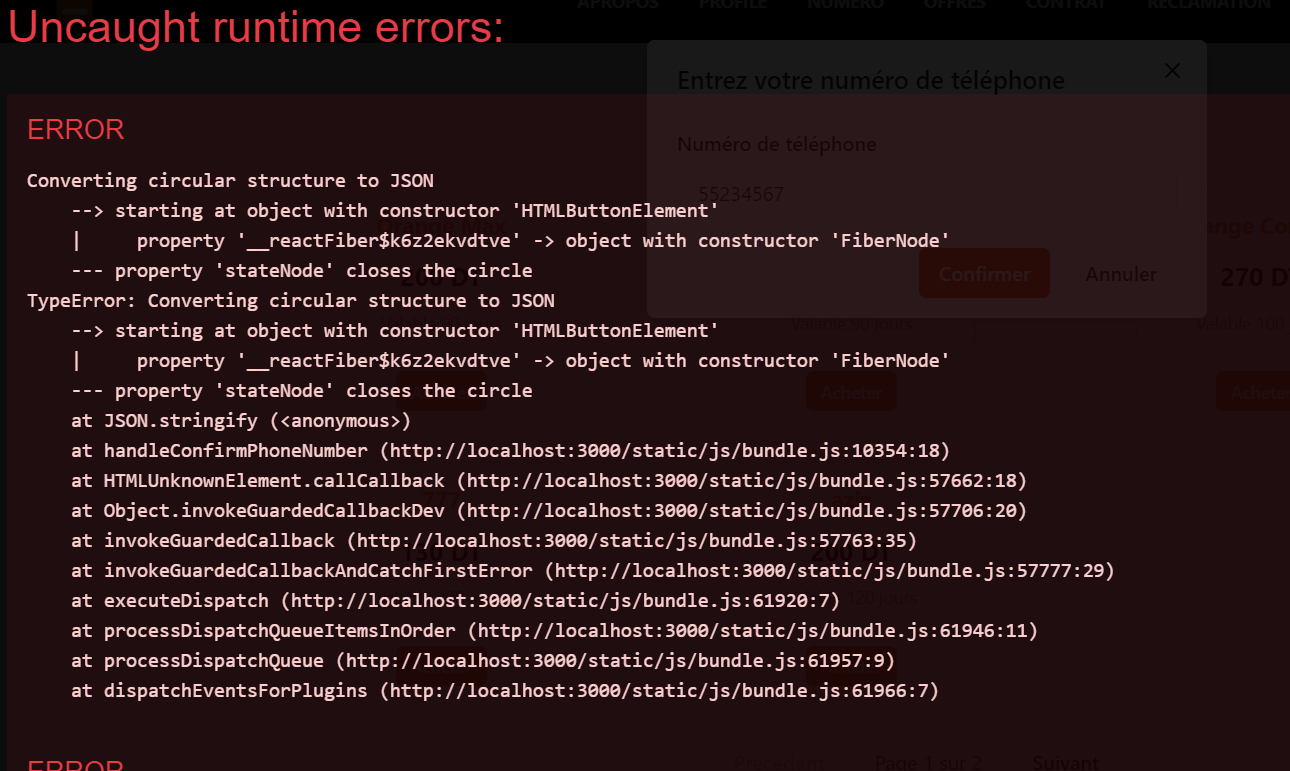 APROPOS PROFILE NUMERO OFFRES CONTRAT RECLAMATION
Uncaught runtime errors:
Entrez votre numéro de téléphone
ERROR
Numéro de téléphone
55234567
Converting circular structure to JSON
--> starting at object with constructor 'HTMLButtonElement'
| property '__reactFiber$k6z2ekvdtve' -> object with constructor 'FiberNode'
--- property 'stateNode' closes the circle
TypeError: Converting circular structure to JSON
--> starting at object with constructor 'HTMLButtonElement'
| property '__reactFiber$k6z2ekvdtve' -> object with constructor 'FiberNode'
--- property 'stateNode' closes the circle
at JSON.stringify (<anonymous>)
at handleConfirmPhoneNumber (http://localhost:3000/static/js/bundle.js:10354:18)
at HTMLUnknownElement.callCallback (http://localhost:3000/static/js/bundle.js:57662:18)
at Object.invokeGuardedCallbackDev (http://localhost:3000/static/js/bundle.js:57706:20)
at invokeGuardedCallback (http://localhost:3000/static/js/bundle.js:57763:35)
at invokeGuardedCallbackAndCatchFirstError (http://localhost:3000/static/js/bundle.js:57777:29)
at executeDispatch (http://localhost:3000/static/js/bundle.js:61920:7)
at processDispatchQueueItemsInOrder (http://localhost:3000/static/js/bundle.js:61946:11)
at processDispatchQueue (http://localhost:3000/static/js/bundle.js:61957:9)
at dispatchEventsForPlugins (http://localhost:3000/static/js/bundle.js:61966:7)
ERROR
Confirmer Annuler
270 D
Valable 90 jours
Valable 100
Acheter
Acheter
777
200 DT
120 jours
Précédent Page 1 sur 2 Suivant